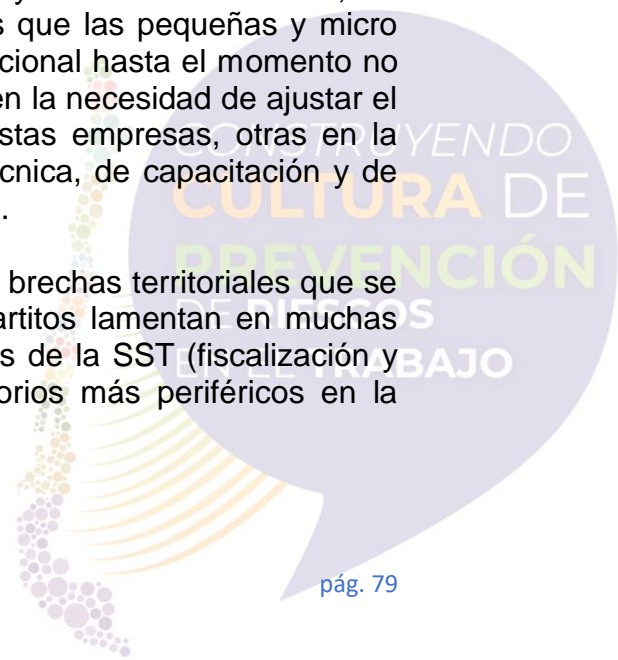 s que las pequeñas y micro
cional hasta el momento no
en la necesidad de ajustar el
stas empresas, otras en la
écnica, de capacitación y de
.
brechas territoriales que se
artitos lamentan en muchas
s de la SST (fiscalización y
orios más periféricos en la
CONSTRUYENDO
CULTURA DE
PREVENCIÓN
DE RIESGOS
EN EL TRABAJO
pág. 79